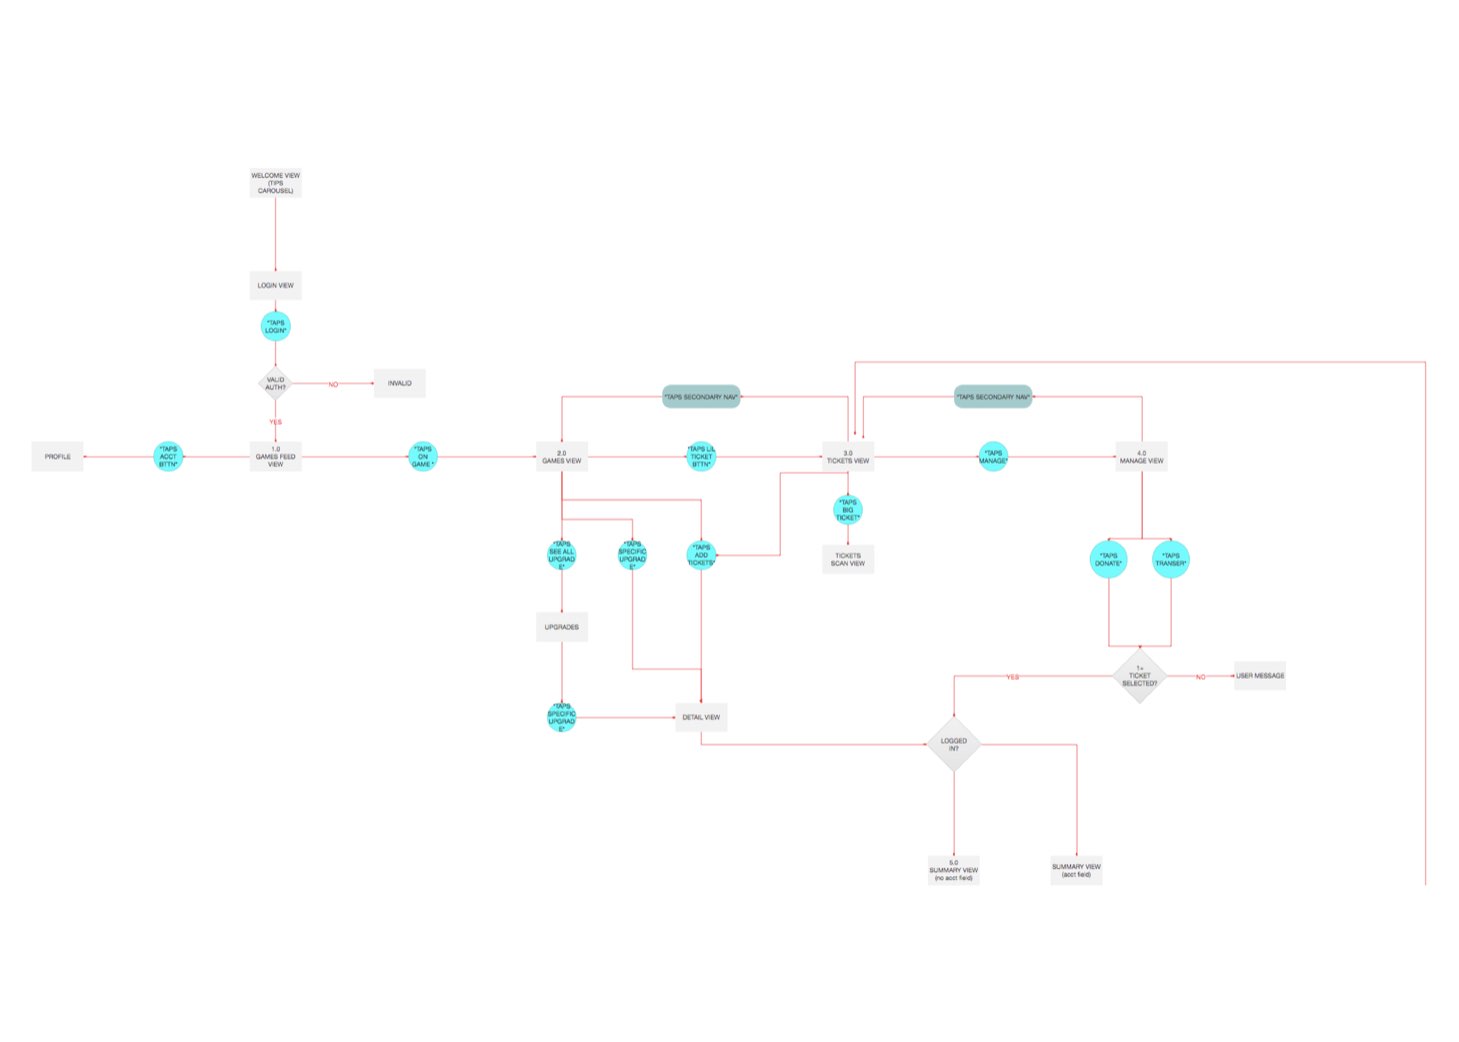 WELCOME VIEW
(TIPS
CAROUSEL)
LOGIN VIEW
"TAPS
LOGIN"
VALID
AUTH?
NO
INVALID
YES
PROFILE
"TAPS
ACCT
BTTN"
1.0
GAMES FEED
VIEW
"TAPS
ON
GAME "
2.0
GAMES VIEW
"TAPS SECONDARY NAV"
"TAPS LIL
TICKET
BTTN"
3.0
TICKETS VIEW
"TAPS SECONDARY NAV"
"TAPS
MANAGE"
4.0
MANAGE VIEW
"TAPS
BIG
TICKET"
TICKETS
SCAN VIEW
"TAPS
SEE ALL
UPGRAD
E"
"TAPS
SPECIFIC
UPGRAD
E"
"TAPS
ADD
TICKETS"
"TAPS
DONATE"
"TAPS
TRANSER"
UPGRADES
"TAPS
SPECIFIC
UPGRAD
E"
DETAIL VIEW
1+
TICKET
SELECTED?
YES
NO
USER MESSAGE
LOGGED
IN?
5.0
SUMMARY VIEW
(no acct field)
SUMMARY VIEW
(acct field)